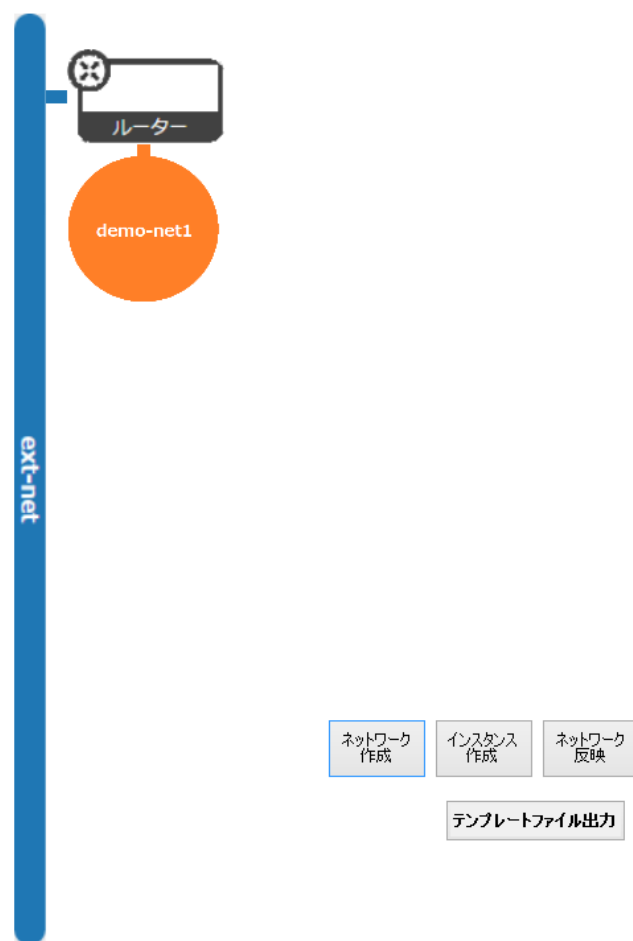 ルーター
demo-net1
ext-net
ネットワーク
作成
インスタンス
作成
ネットワーク
反映
テンプレートファイル出力